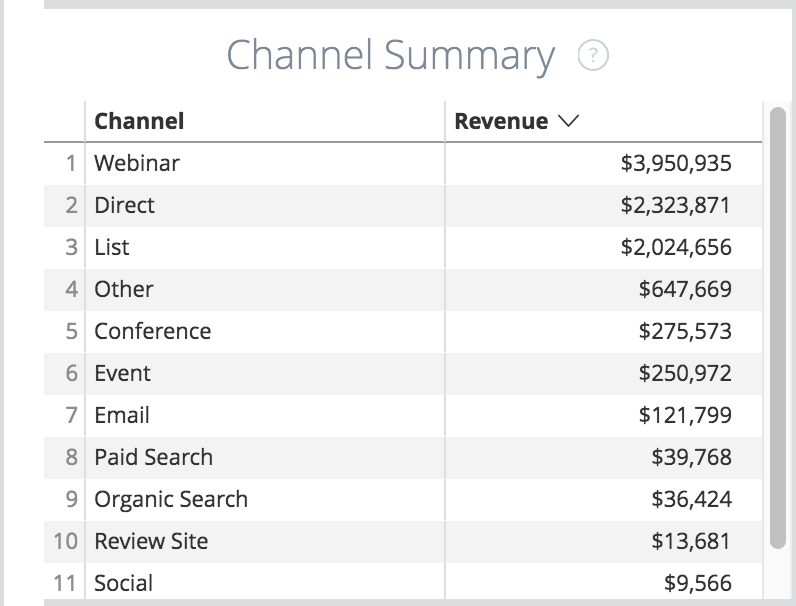 Channel Summary ?
Channel Revenue
1 Webinar $3,950,935
2 Direct $2,323,871
3 List $2,024,656
4 Other $647,669
5 Conference $275,573
6 Event $250,972
7 Email $121,799
8 Paid Search $39,768
9 Organic Search $36,424
10 Review Site $13,681
11 Social $9,566